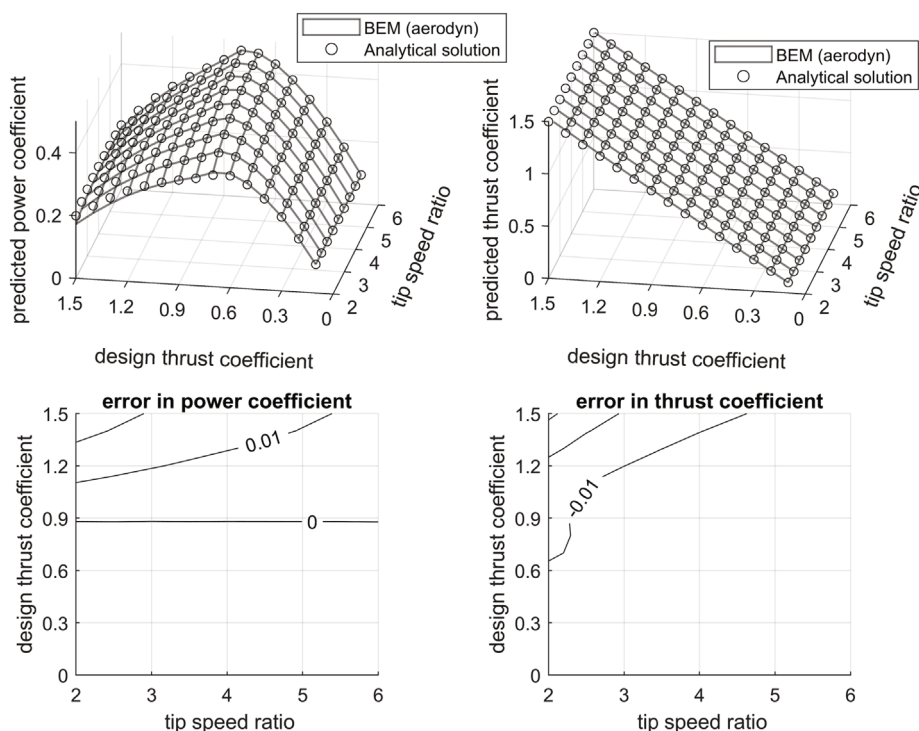 BEM (aerodyn)
Analytical solution
predicted power coefficient
0.4
0.2
0
1.5
1.2
0.9
0.6
0.3
0
2
3
4
5
6
tip speed ratio
design thrust coefficient
BEM (aerodyn)
Analytical solution
predicted thrust coefficient
1.5
1
0.5
0
1.5
1.2
0.9
0.6
0.3
0
2
3
4
5
6
tip speed ratio
design thrust coefficient
error in power coefficient
design thrust coefficient
1.5
1.2
0.9
0.6
0.3
0
0.01
0
2 3 4 5 6
tip speed ratio
error in thrust coefficient
design thrust coefficient
1.5
1.2
0.9
0.6
0.3
0
-0.01
2 3 4 5 6
tip speed ratio